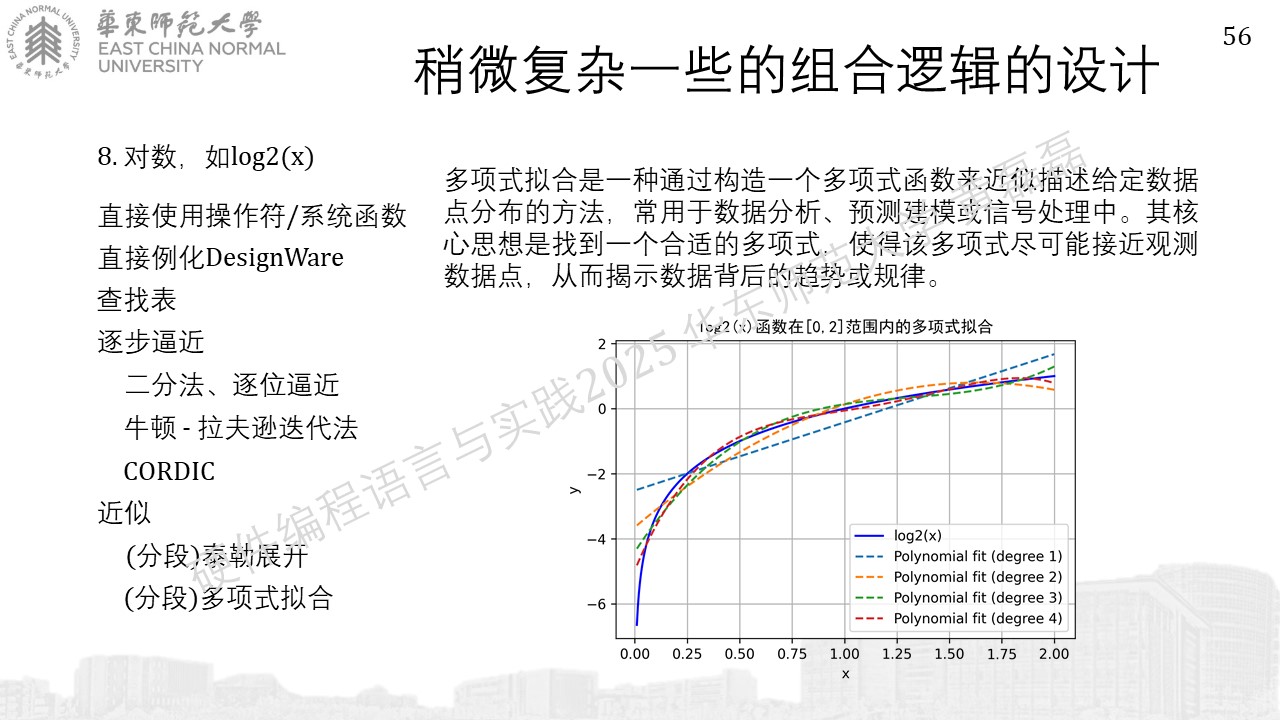 華東師範大學
EAST CHINA NORMAL
UNIVERSITY
EAST CHINA NORMAL UNIVERSITY
華東師範大學
56
稍微复杂一些的组合逻辑的设计
8. 对数，如log2(x)
直接使用操作符/系统函数
直接例化DesignWare
查找表
逐步逼近
二分法、逐位逼近
牛顿 - 拉夫逊迭代法
CORDIC
近似
(分段)泰勒展开
(分段)多项式拟合
多项式拟合是一种通过构造一个多项式函数来近似描述给定数据
点分布的方法，常用于数据分析、预测建模或信号处理中。其核
心思想是找到一个合适的多项式，使得该多项式尽可能接近观测
数据点，从而揭示数据背后的趋势或规律。
log2(x)函数在[0,2]范围内的多项式拟合
2
0
−2
−4
−6
y
log2(x)
Polynomial fit (degree 1)
Polynomial fit (degree 2)
Polynomial fit (degree 3)
Polynomial fit (degree 4)
0.00 0.25 0.50 0.75 1.00 1.25 1.50 1.75 2.00
x
硬件编程语言与实践2025 华东师范大学 黄磊磊